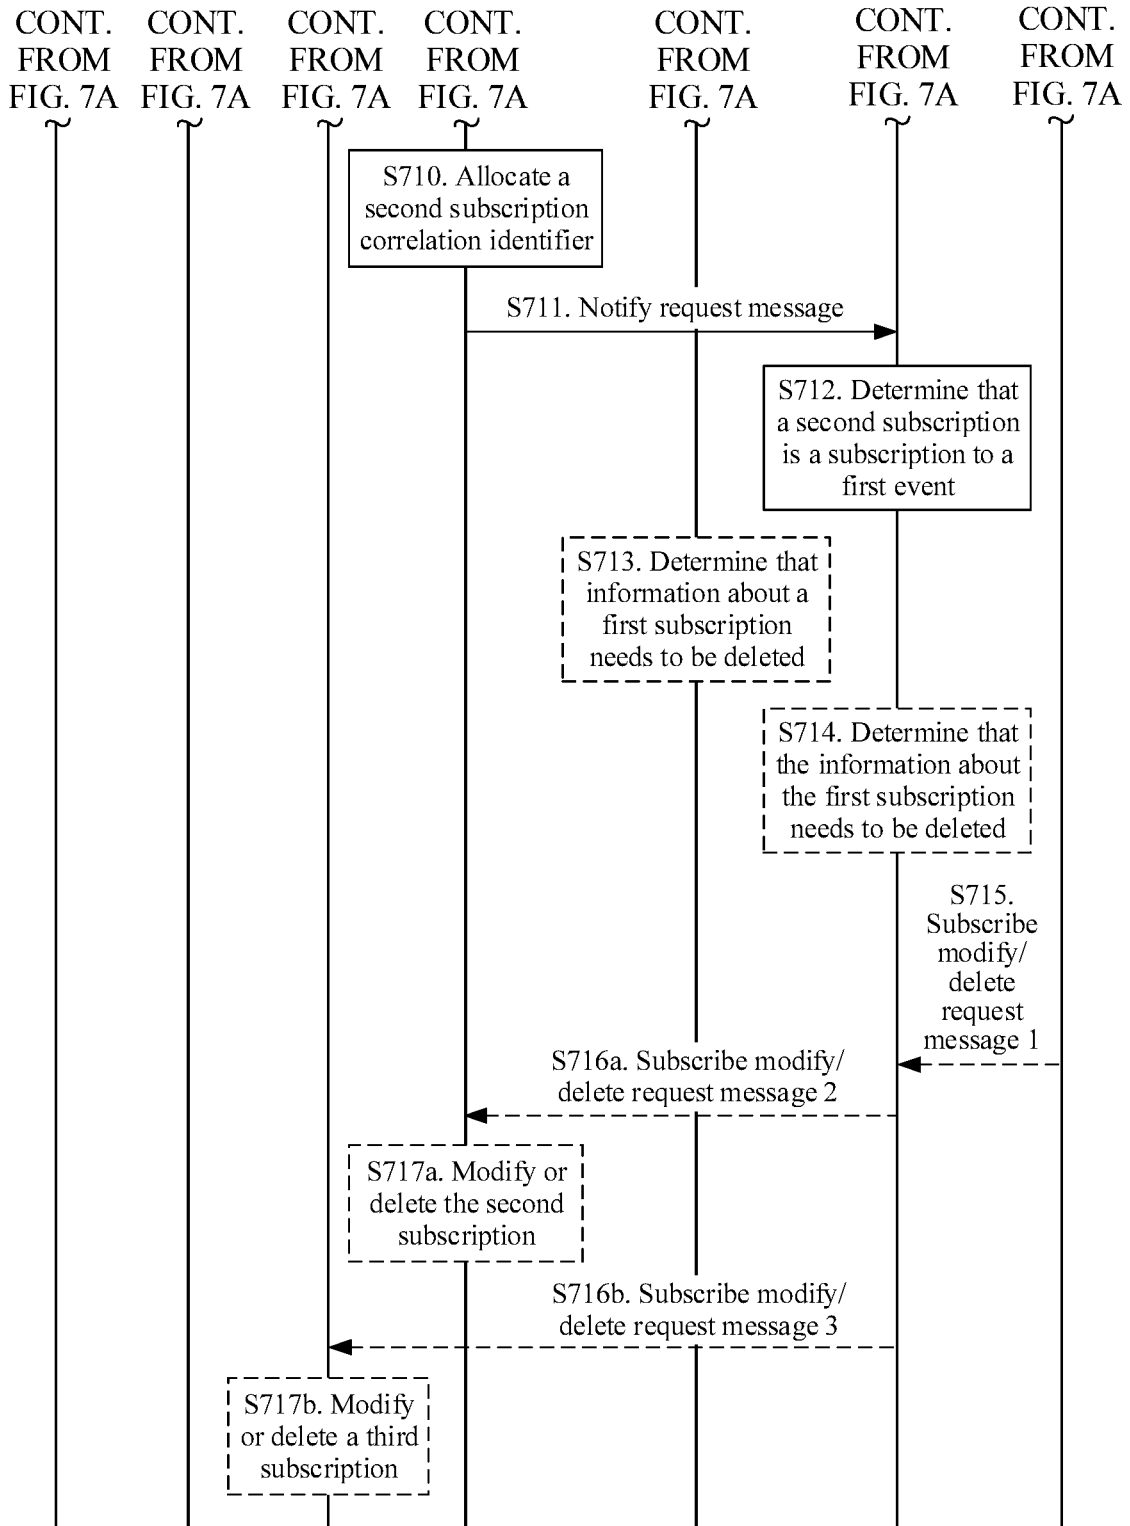 CONT.
FROM
FIG. 7A
CONT.
FROM
FIG. 7A
CONT.
FROM
FIG. 7A
CONT.
FROM
FIG. 7A
CONT.
FROM
FIG. 7A
CONT.
FROM
FIG. 7A
CONT.
FROM
FIG. 7A
S710. Allocate a
second subscription
correlation identifier
S711. Notify request message
S712. Determine that
a second subscription
is a subscription to a
first event
S713. Determine that
information about a
first subscription
needs to be deleted
S714. Determine that
the information about
the first subscription
needs to be deleted
S715.
Subscribe
modify/
delete
request
message 1
S716a. Subscribe modify/
delete request message 2
S717a. Modify or
delete the second
subscription
S716b. Subscribe modify/
delete request message 3
S717b. Modify
or delete a third
subscription